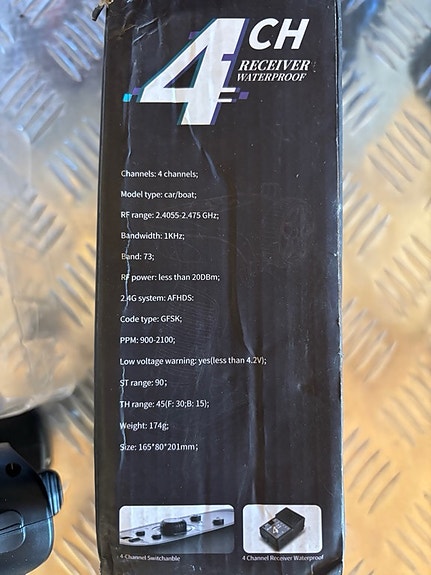 4CH
RECEIVER
WATERPROOF
Channels: 4 channels;
Model type: car/boat;
RF range: 2.4055-2.475 GHz;
Bandwidth: 1KHz;
Band: 73;
RF power: less than 20DBm;
2.4G system: AFHDS:
Code type: GFSK;
PPM: 900-2100;
Low voltage warning: yes(less than 4.2V);
ST range: 90;
TH range: 45(F: 30;B: 15);
Weight: 174g;
Size: 165*80*201mm;
4 Channel Switchanble
4 Channel Receiver Waterproof